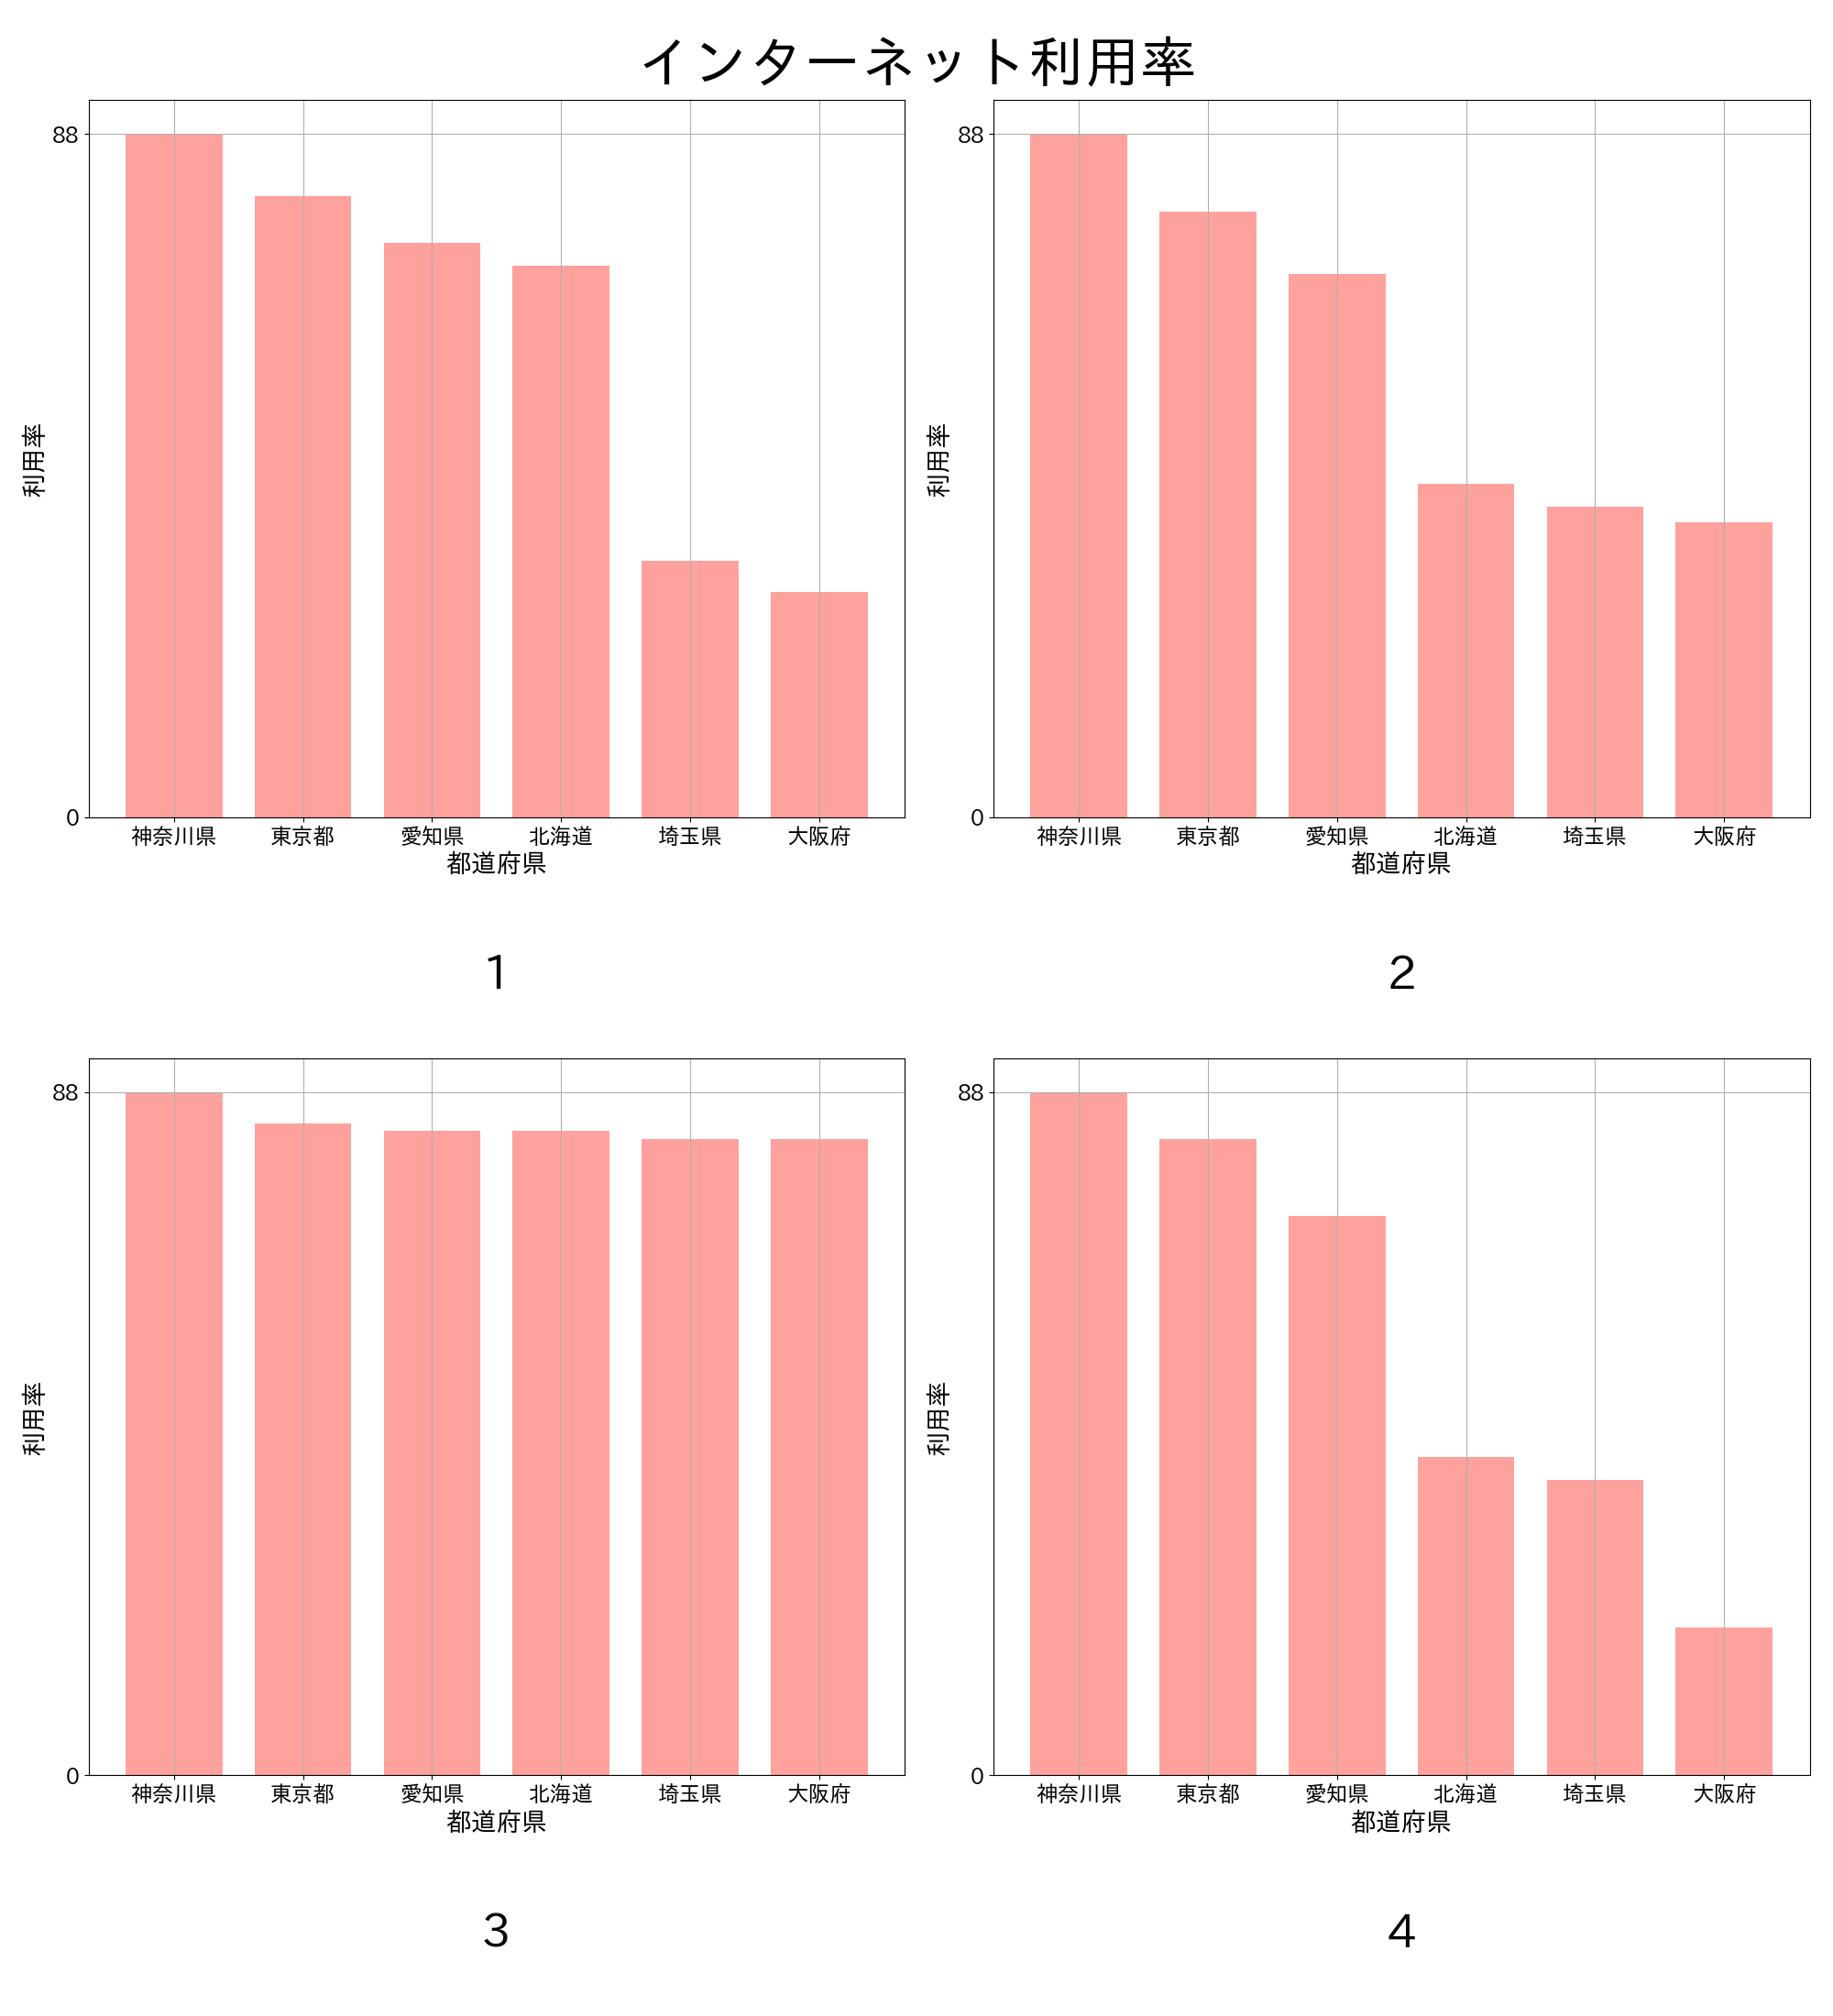 インターネット利用率
88
0
利用率
神奈川県 東京都 愛知県 北海道 埼玉県 大阪府
都道府県
1
88
0
利用率
神奈川県 東京都 愛知県 北海道 埼玉県 大阪府
都道府県
2
88
0
利用率
神奈川県 東京都 愛知県 北海道 埼玉県 大阪府
都道府県
3
88
0
利用率
神奈川県 東京都 愛知県 北海道 埼玉県 大阪府
都道府県
4